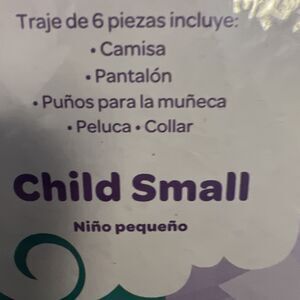 Traje de 6 piezas incluye:
• Camisa
• Pantalón
• Puños para la muñeca
• Peluca • Collar
Child Small
Niño pequeño